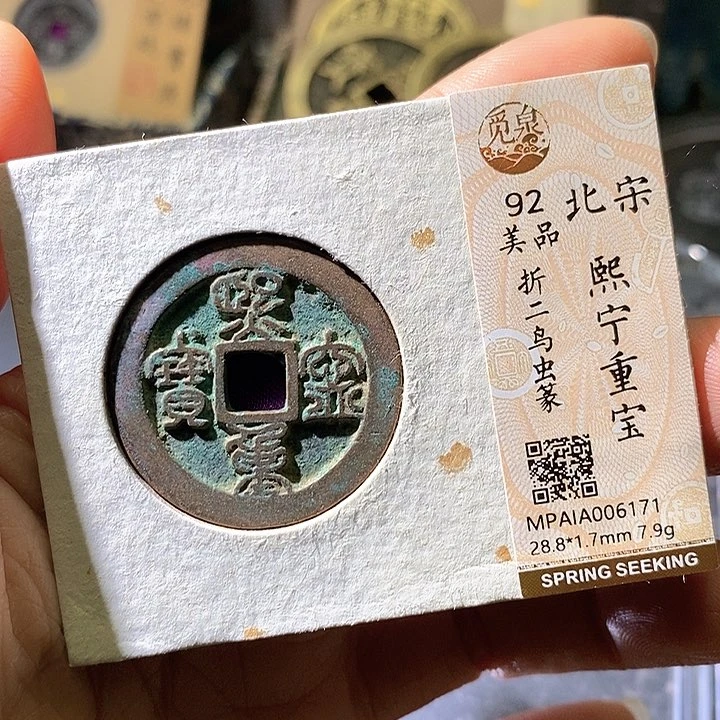 觅泉
北宋
熙宁重宝
92
美品
折二鸟虫篆
MPAIA006171
28.8*1.7mm 7.9g
SPRING SEEKING
熙寧重寶